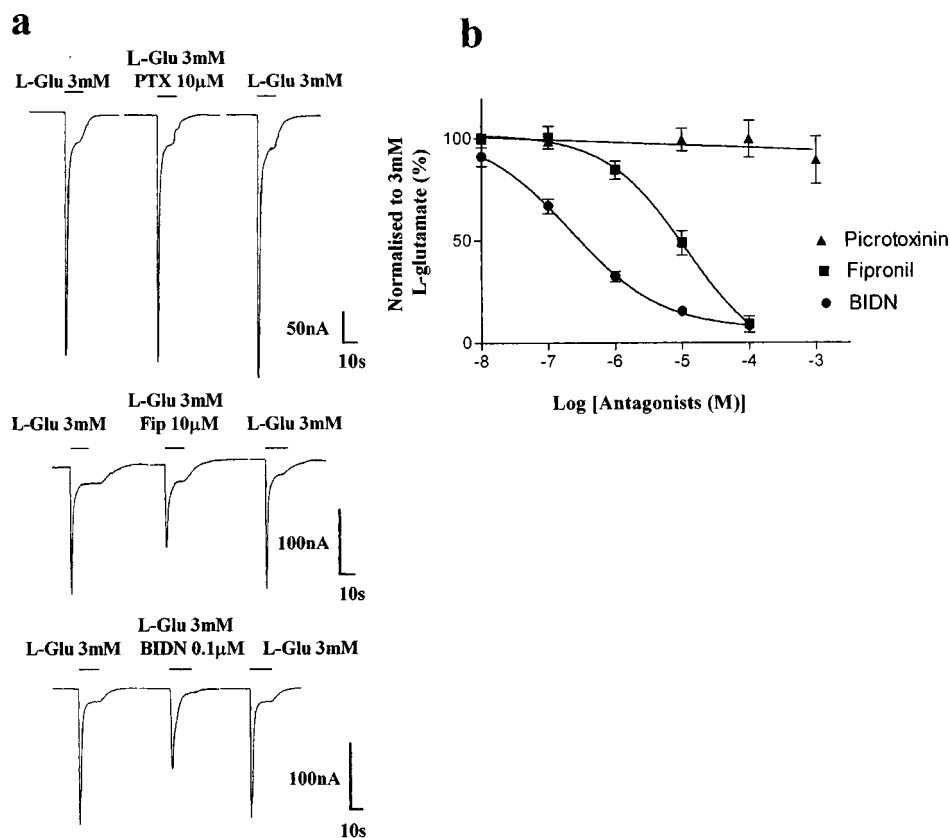 a
L-Glu 3mM
L-Glu 3mM PTX 10µM L-Glu 3mM
50nA
10s
L-Glu 3mM
L-Glu 3mM Fip 10µM L-Glu 3mM
100nA
10s
L-Glu 3mM
L-Glu 3mM BIDN 0.1µM L-Glu 3mM
100nA
10s
b
Normalised to 3mM
L-glutamate (%)
100
50
0
-8 -7 -6 -5 -4 -3
Log [Antagonists (M)]
Picrotoxinin
Fipronil
BIDN